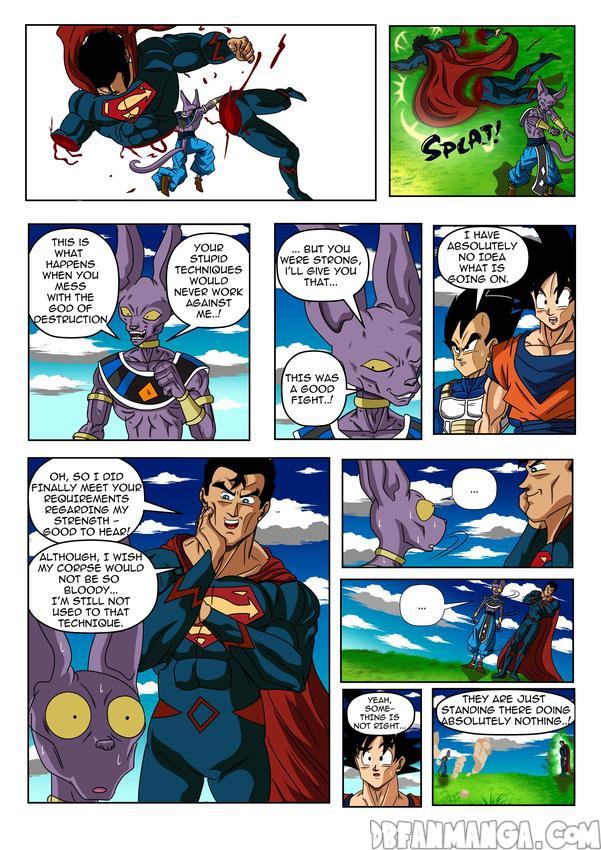 SPLAT!
THIS IS
WHAT
HAPPENS
WHEN YOU
MESS
WITH THE
GOD OF
DESTRUCTION
YOUR
STUPID
TECHNIQUES
WOULD
NEVER WORK
AGAINST
ME..!
... BUT YOU
WERE STRONG,
I'LL GIVE YOU
THAT...
THIS WAS
A GOOD
FIGHT..!
I HAVE
ABSOLUTELY
NO IDEA
WHAT IS
GOING ON.
OH, SO I DID
FINALLY MEET YOUR
REQUIREMENTS
REGARDING MY
STRENGTH -
GOOD TO HEAR!
ALTHOUGH, I WISH
MY CORPSE WOULD
NOT BE SO
BLOODY...
I'M STILL NOT
USED TO THAT
TECHNIQUE.
...
...
YEAH,
SOME-
THING IS
NOT RIGHT...
THEY ARE JUST
STANDING THERE DOING
ABSOLUTELY NOTHING..!
DBFANMANGA.COM